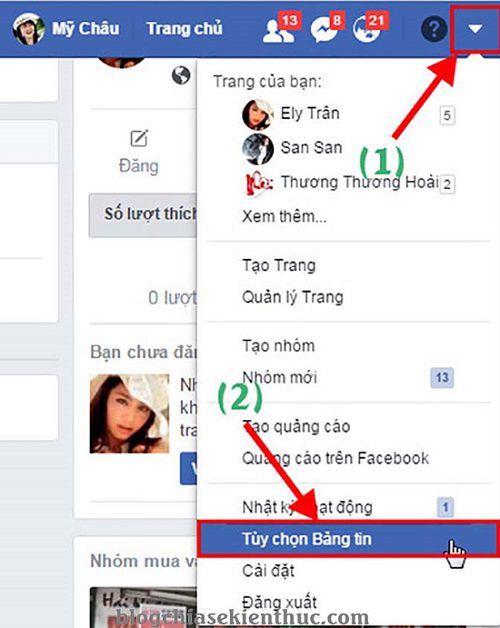 Mỹ Châu Trang chủ 13 8 21 ?
Trang của bạn:
Ely Trân 5
San San
Thương Thương Hoài 2
Xem thêm...
(1)
Tạo Trang
Quản lý Trang
Tạo nhóm
Nhóm mới 13
(2)
Tạo quảng cáo
Quảng cáo trên Facebook
Nhật ký hoạt động 1
Tùy chọn Bảng tin
Cài đặt
Đăng xuất
Đăng
Số lượt thích
0 lượt
Bạn chưa đăn
Nh
kh
tra
V
Nhóm mua và
blogchiasekienthuc.com